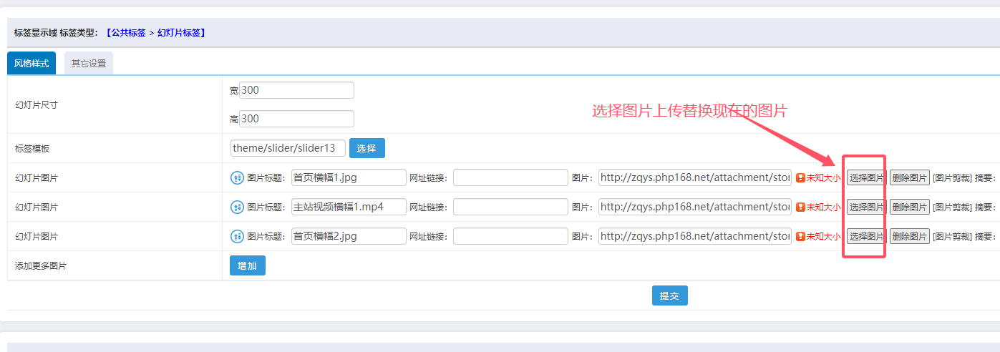 标签显示域 标签类型：【公共标签 > 幻灯片标签】
风格样式 其它设置
幻灯片尺寸 宽 300
高 300
选择图片上传替换现在的图片
标签模板 theme/slider/slider13 选择
幻灯片图片 图片标题： 首页横幅1.jpg 网址链接： 图片： http://zqys.php168.net/attachment/stor 未知大小 选择图片 删除图片 [图片剪裁] 摘要：
幻灯片图片 图片标题： 主站视频横幅1.mp4 网址链接： 图片： http://zqys.php168.net/attachment/stor 未知大小 选择图片 删除图片 [图片剪裁] 摘要：
幻灯片图片 图片标题： 首页横幅2.jpg 网址链接： 图片： http://zqys.php168.net/attachment/stor 未知大小 选择图片 删除图片 [图片剪裁] 摘要：
添加更多图片 增加
提交